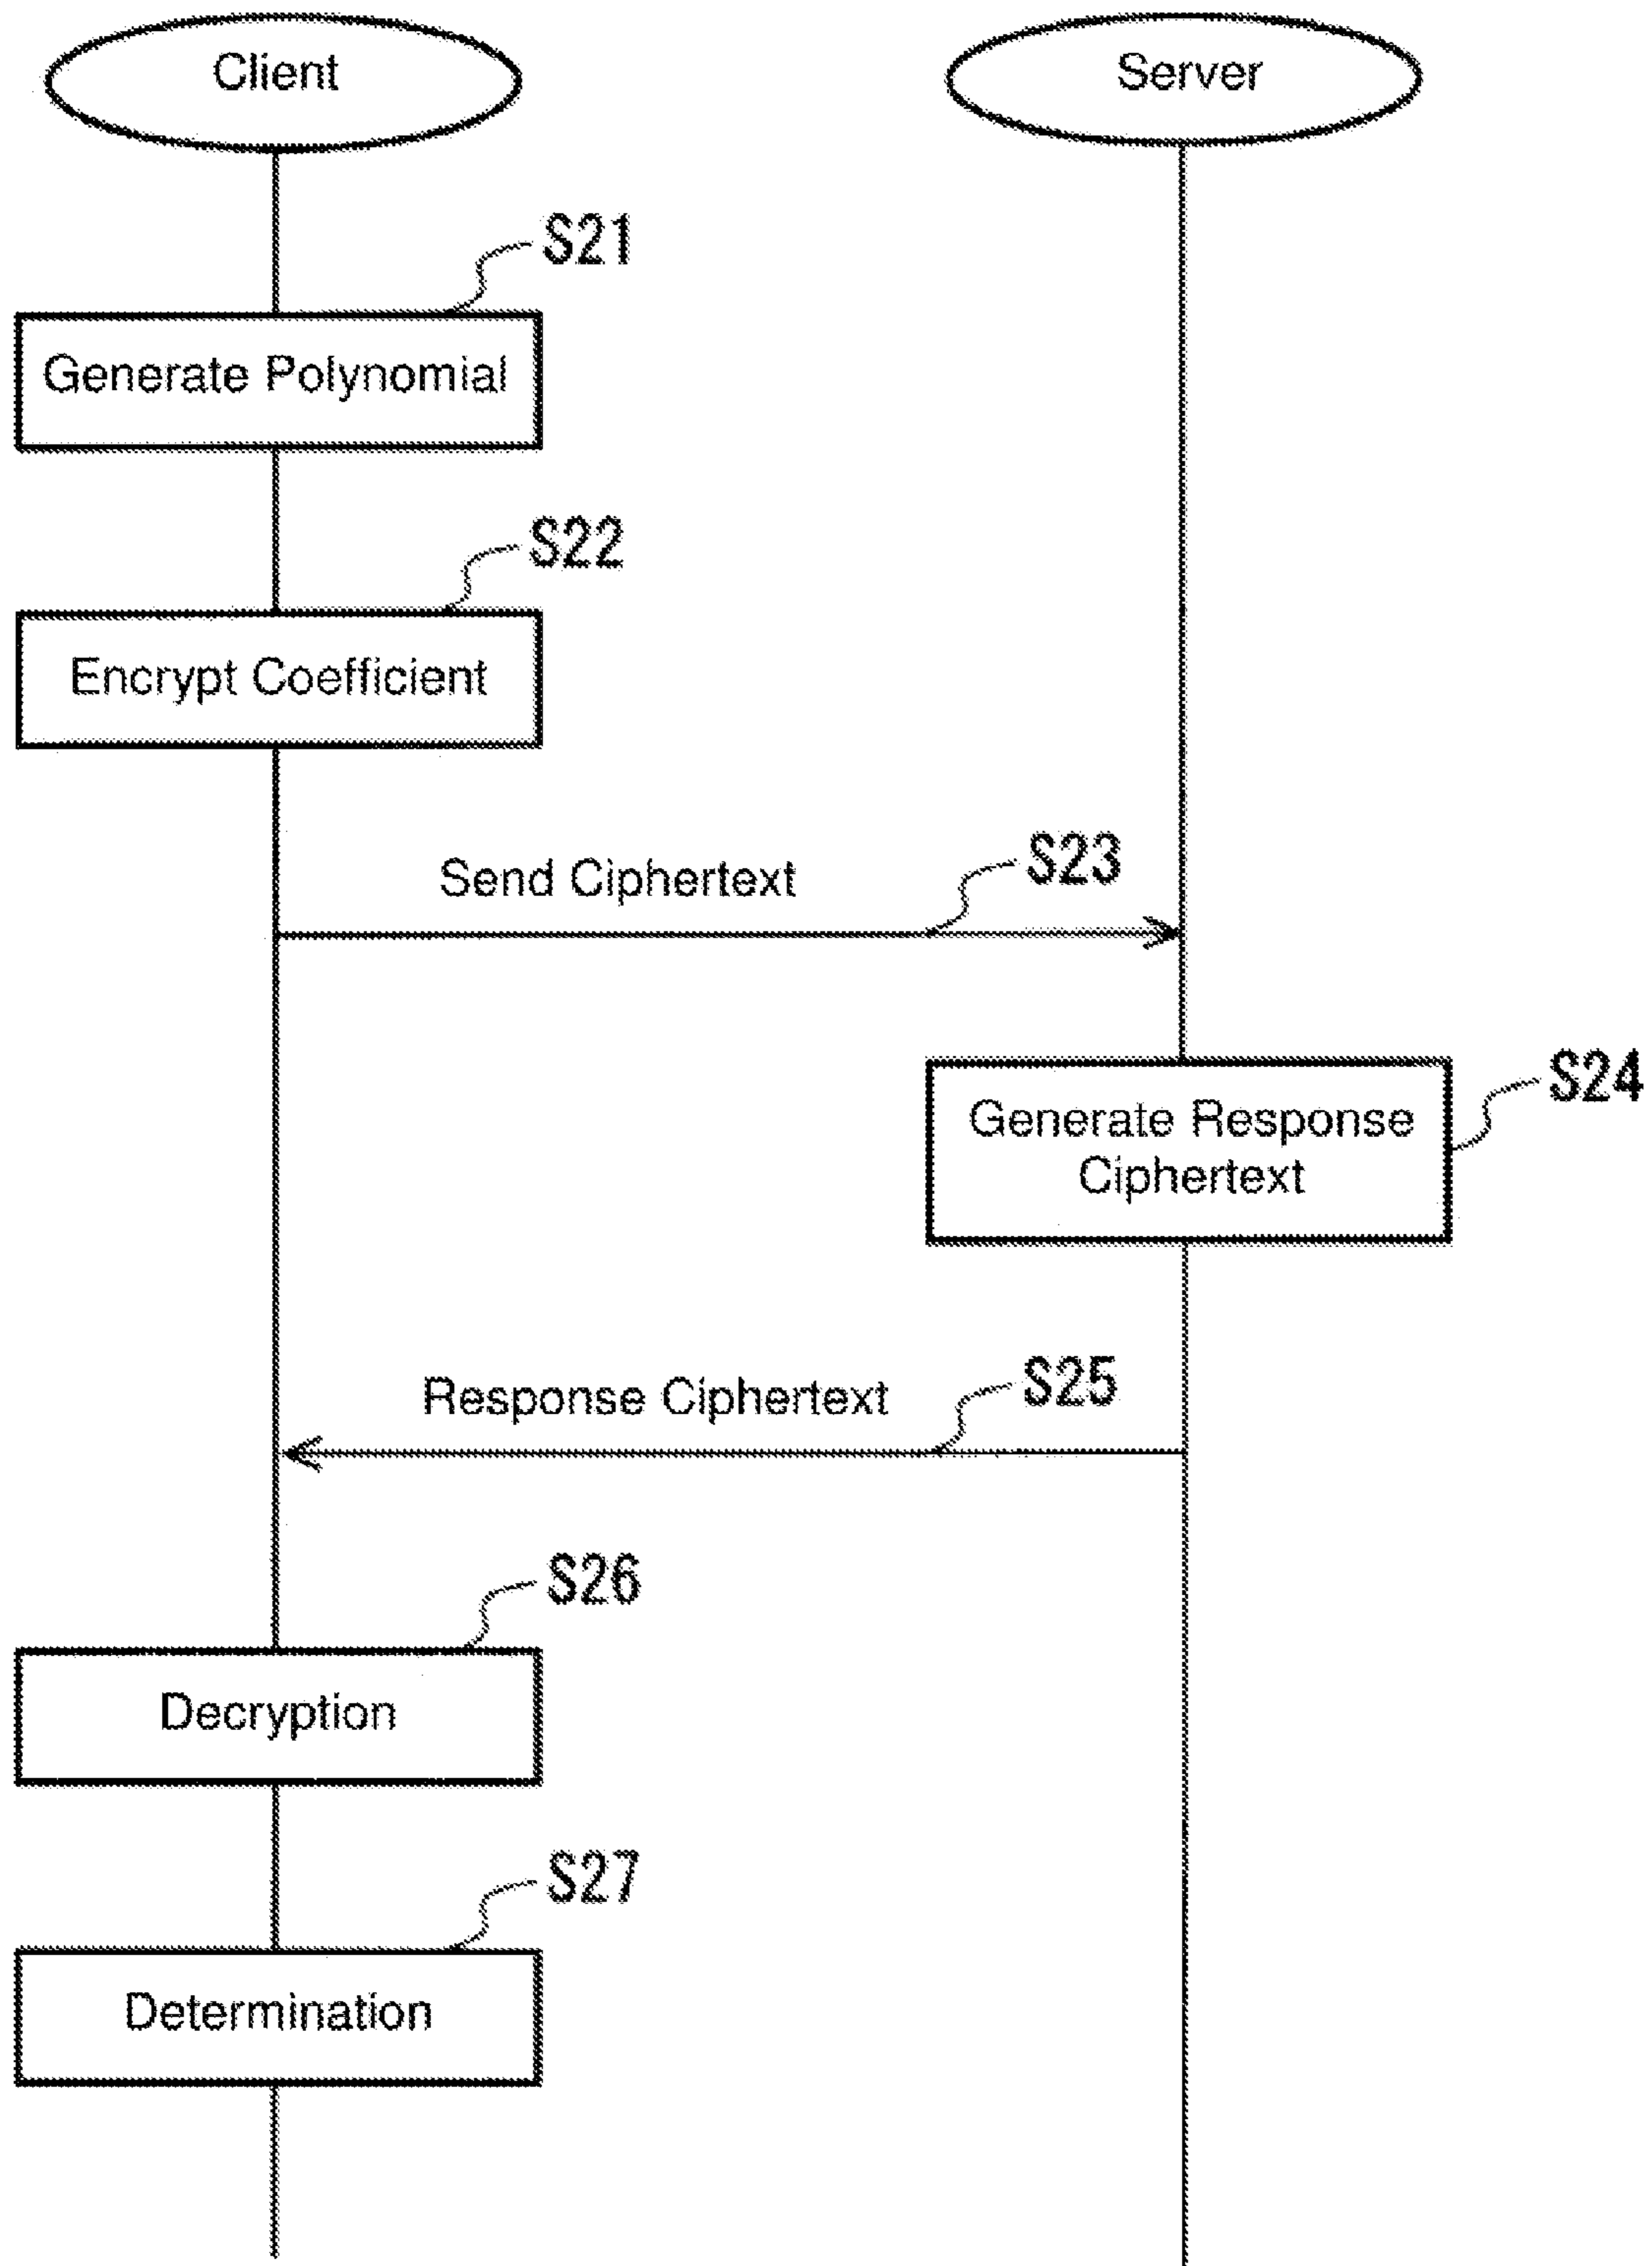 Client
Server
S21
Generate Polynomial
S22
Encrypt Coefficient
Send Ciphertext
S23
Generate Response
Ciphertext
S24
Response Ciphertext
S25
S26
Decryption
S27
Determination